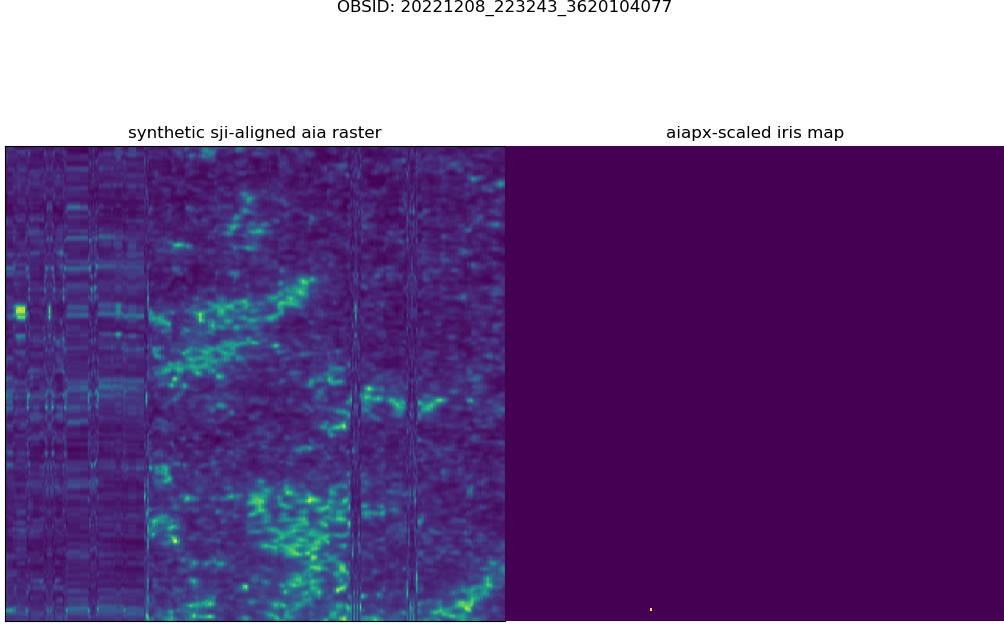 OBSID: 20221208_223243_3620104077
synthetic sji-aligned aia raster
aiapx-scaled iris map